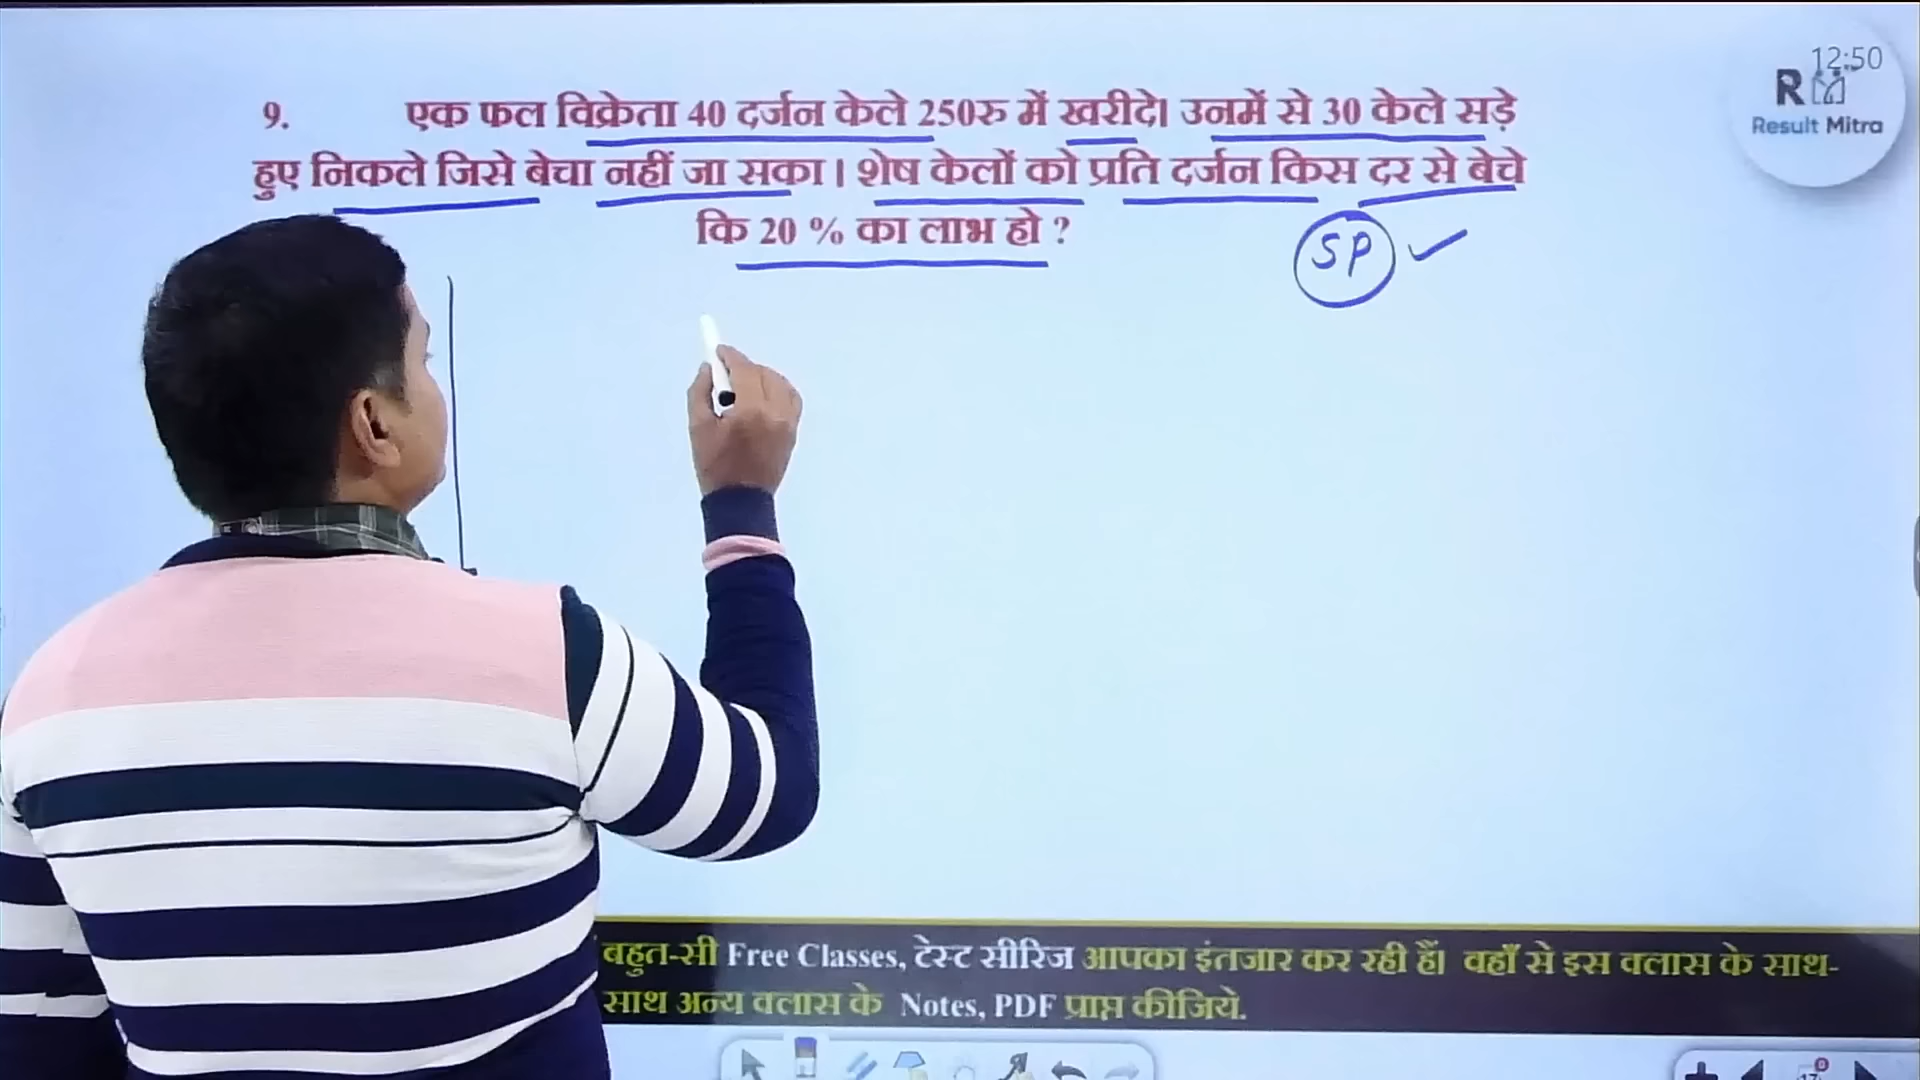 12:50
RM
Result Mitra
9. एक फल विक्रेता 40 दर्जन केले 250रु में खरीदे। उनमें से 30 केले सड़े
हुए निकले जिसे बेचा नहीं जा सका। शेष केलों को प्रति दर्जन किस दर से बेचे
कि 20 % का लाभ हो ?
SP
बहुत-सी Free Classes, टेस्ट सीरिज आपका इंतजार कर रही हैं। वहाँ से इस क्लास के साथ-
साथ अन्य क्लास के Notes, PDF प्राप्त कीजिये.